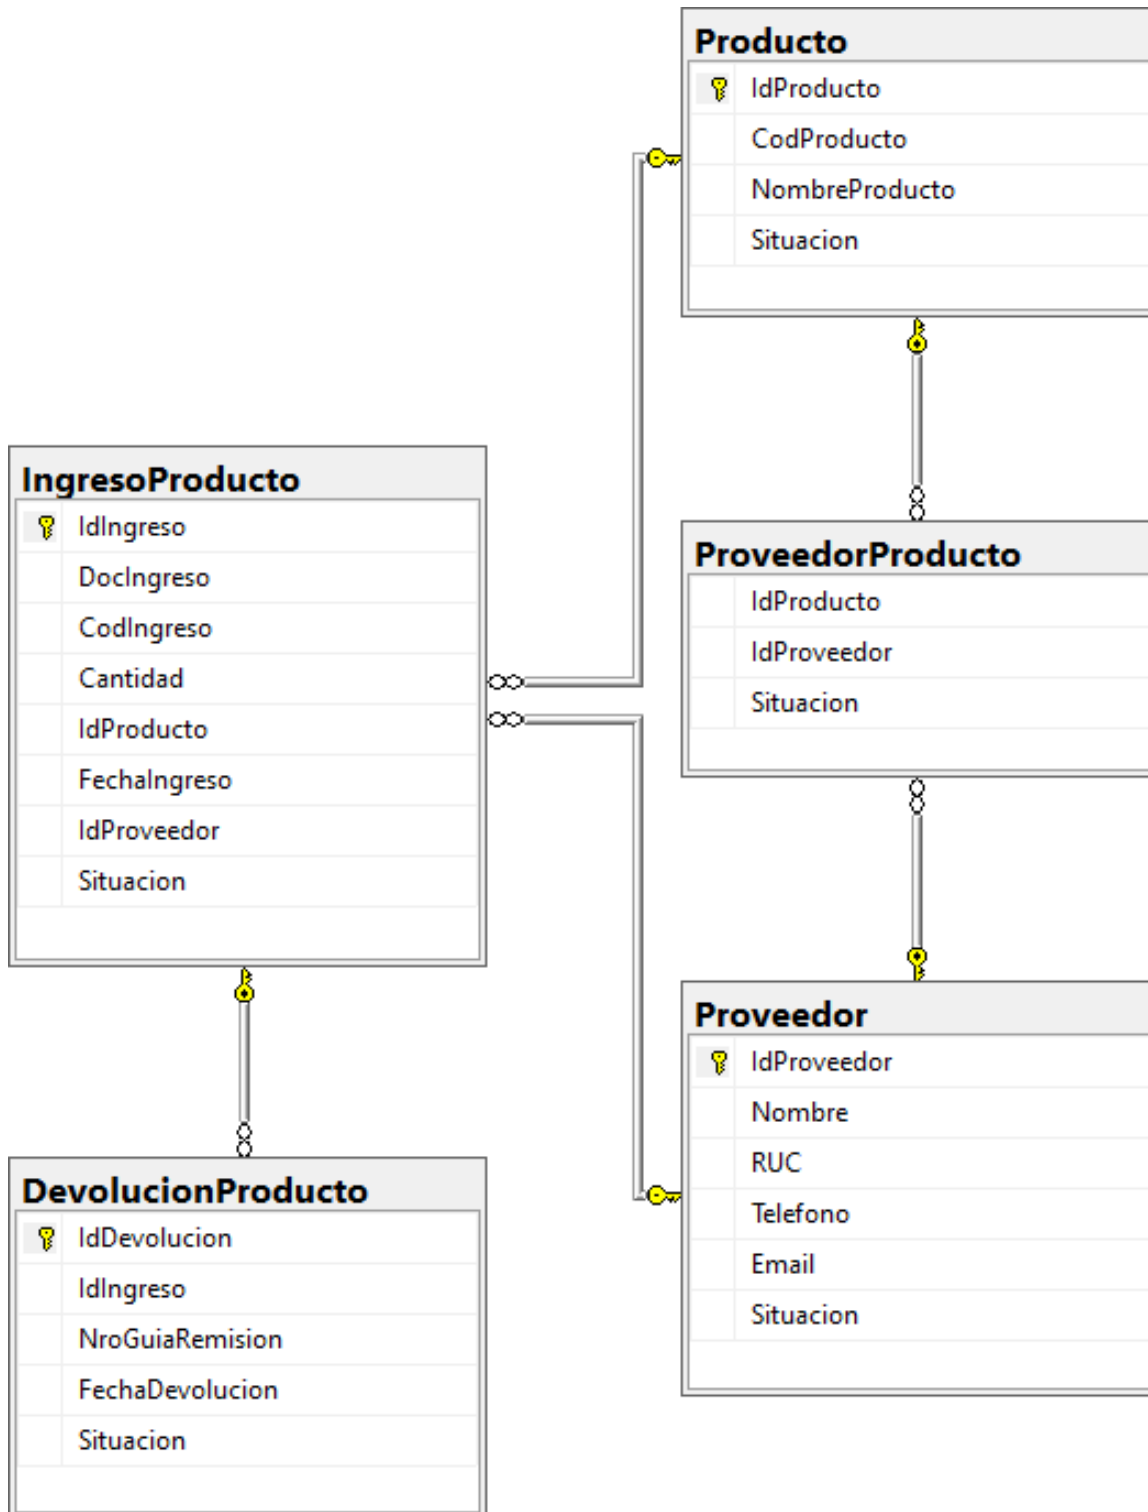 Producto
IdProducto
CodProducto
NombreProducto
Situacion
IngresoProducto
IdIngreso
DocIngreso
CodIngreso
Cantidad
IdProducto
FechaIngreso
IdProveedor
Situacion
ProveedorProducto
IdProducto
IdProveedor
Situacion
Proveedor
IdProveedor
Nombre
RUC
Telefono
Email
Situacion
DevolucionProducto
IdDevolucion
IdIngreso
NroGuiaRemision
FechaDevolucion
Situacion